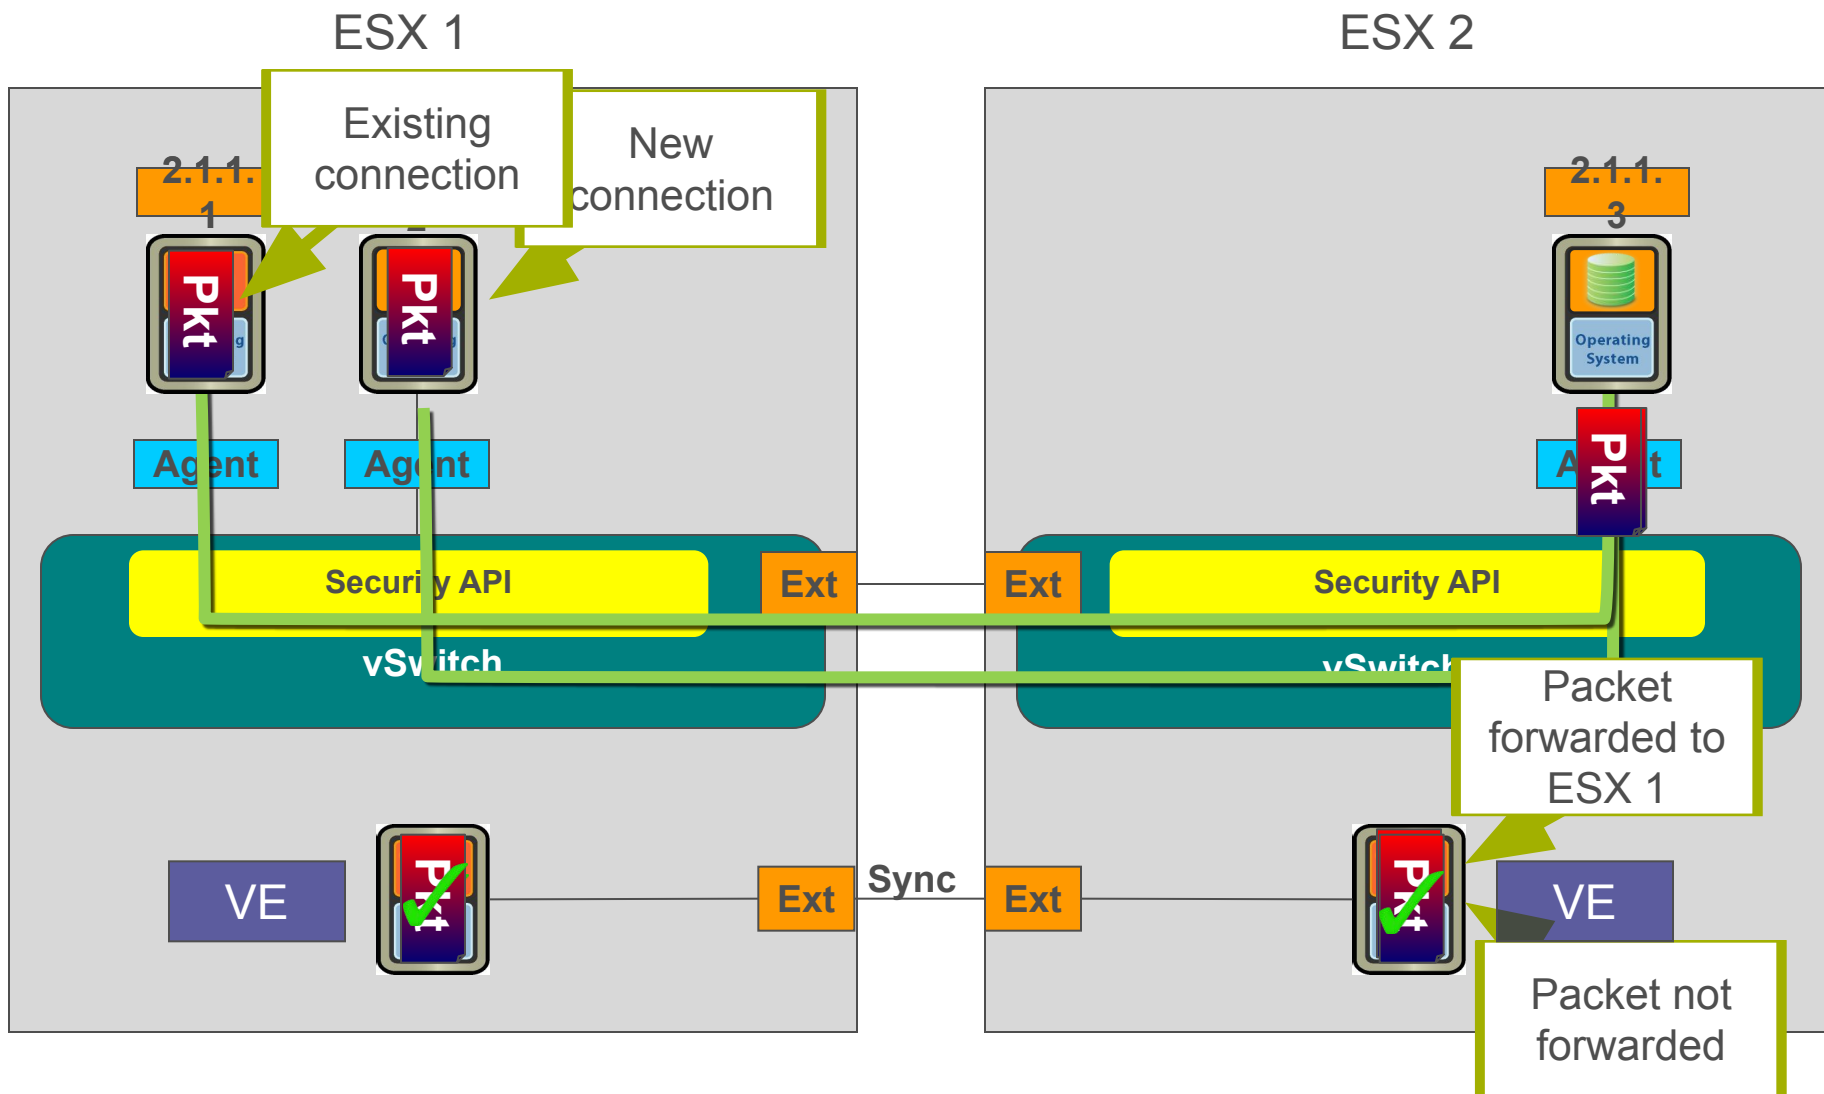 ESX 1
ESX 2
Existing
connection
New
connection
2.1.1.
1
2.1.1.
3
Pkt
Pkt
Operating
System
Agent
Agent
Pkt
Security API
Ext
Ext
Security API
vSwitch
vSwitch
Packet
forwarded to
ESX 1
VE
Pkt
Ext
Sync
Ext
Pkt
VE
Packet not
forwarded